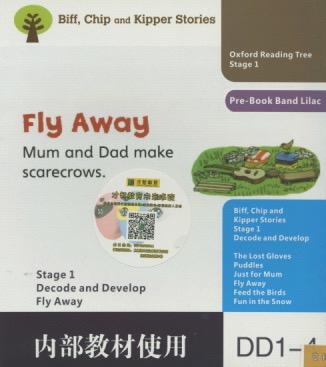 Biff, Chip and Kipper Stories
Oxford Reading Tree
Stage 1
Pre-Book Band Lilac
Fly Away
Mum and Dad make
scarecrows.
Biff, Chip and
Kipper Stories
Stage 1
Decode and Develop
The Lost Gloves
Puddles
Just for Mum
Fly Away
Feed the Birds
Fun in the Snow
Stage 1
Decode and Develop
Fly Away
内部教材使用
DD1-4